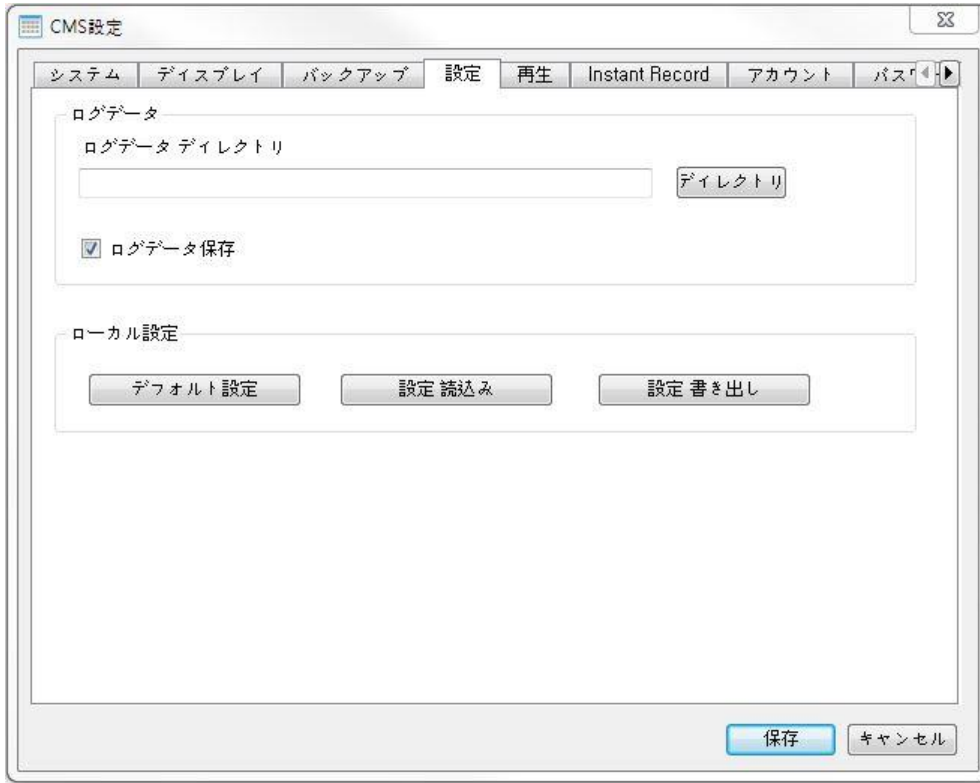 CMS設定
システム ディスプレイ バックアップ 設定 再生 Instant Record アカウント
ログデータ
ログデータ ディレクトリ
ディレクトリ
ログデータ保存
ローカル設定
デフォルト設定 設定 読込み 設定 書き出し
保存 キャンセル